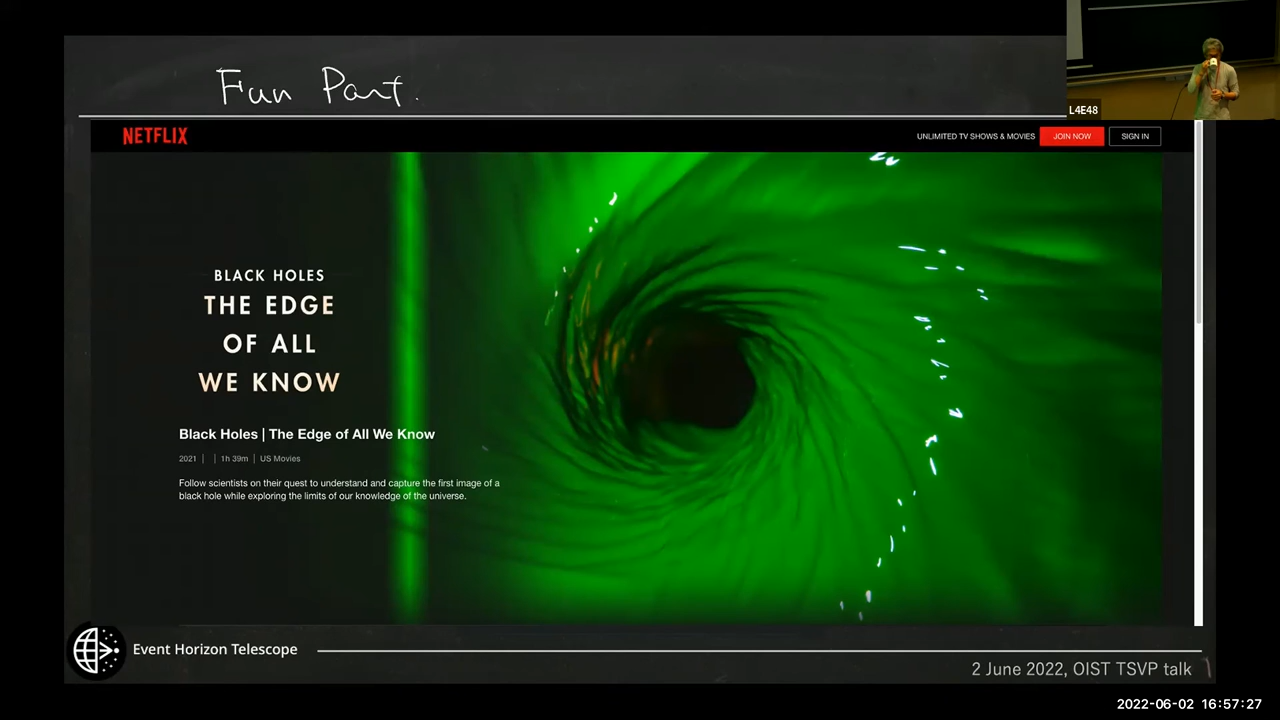 Fun Part.
L4E48
NETFLIX
UNLIMITED TV SHOWS & MOVIES JOIN NOW SIGN IN
BLACK HOLES
THE EDGE
OF ALL
WE KNOW
Black Holes | The Edge of All We Know
2021 | | 1h 39m | US Movies
Follow scientists on their quest to understand and capture the first image of a
black hole while exploring the limits of our knowledge of the universe.
Event Horizon Telescope
2 June 2022, OIST TSVP talk
2022-06-02 16:57:27